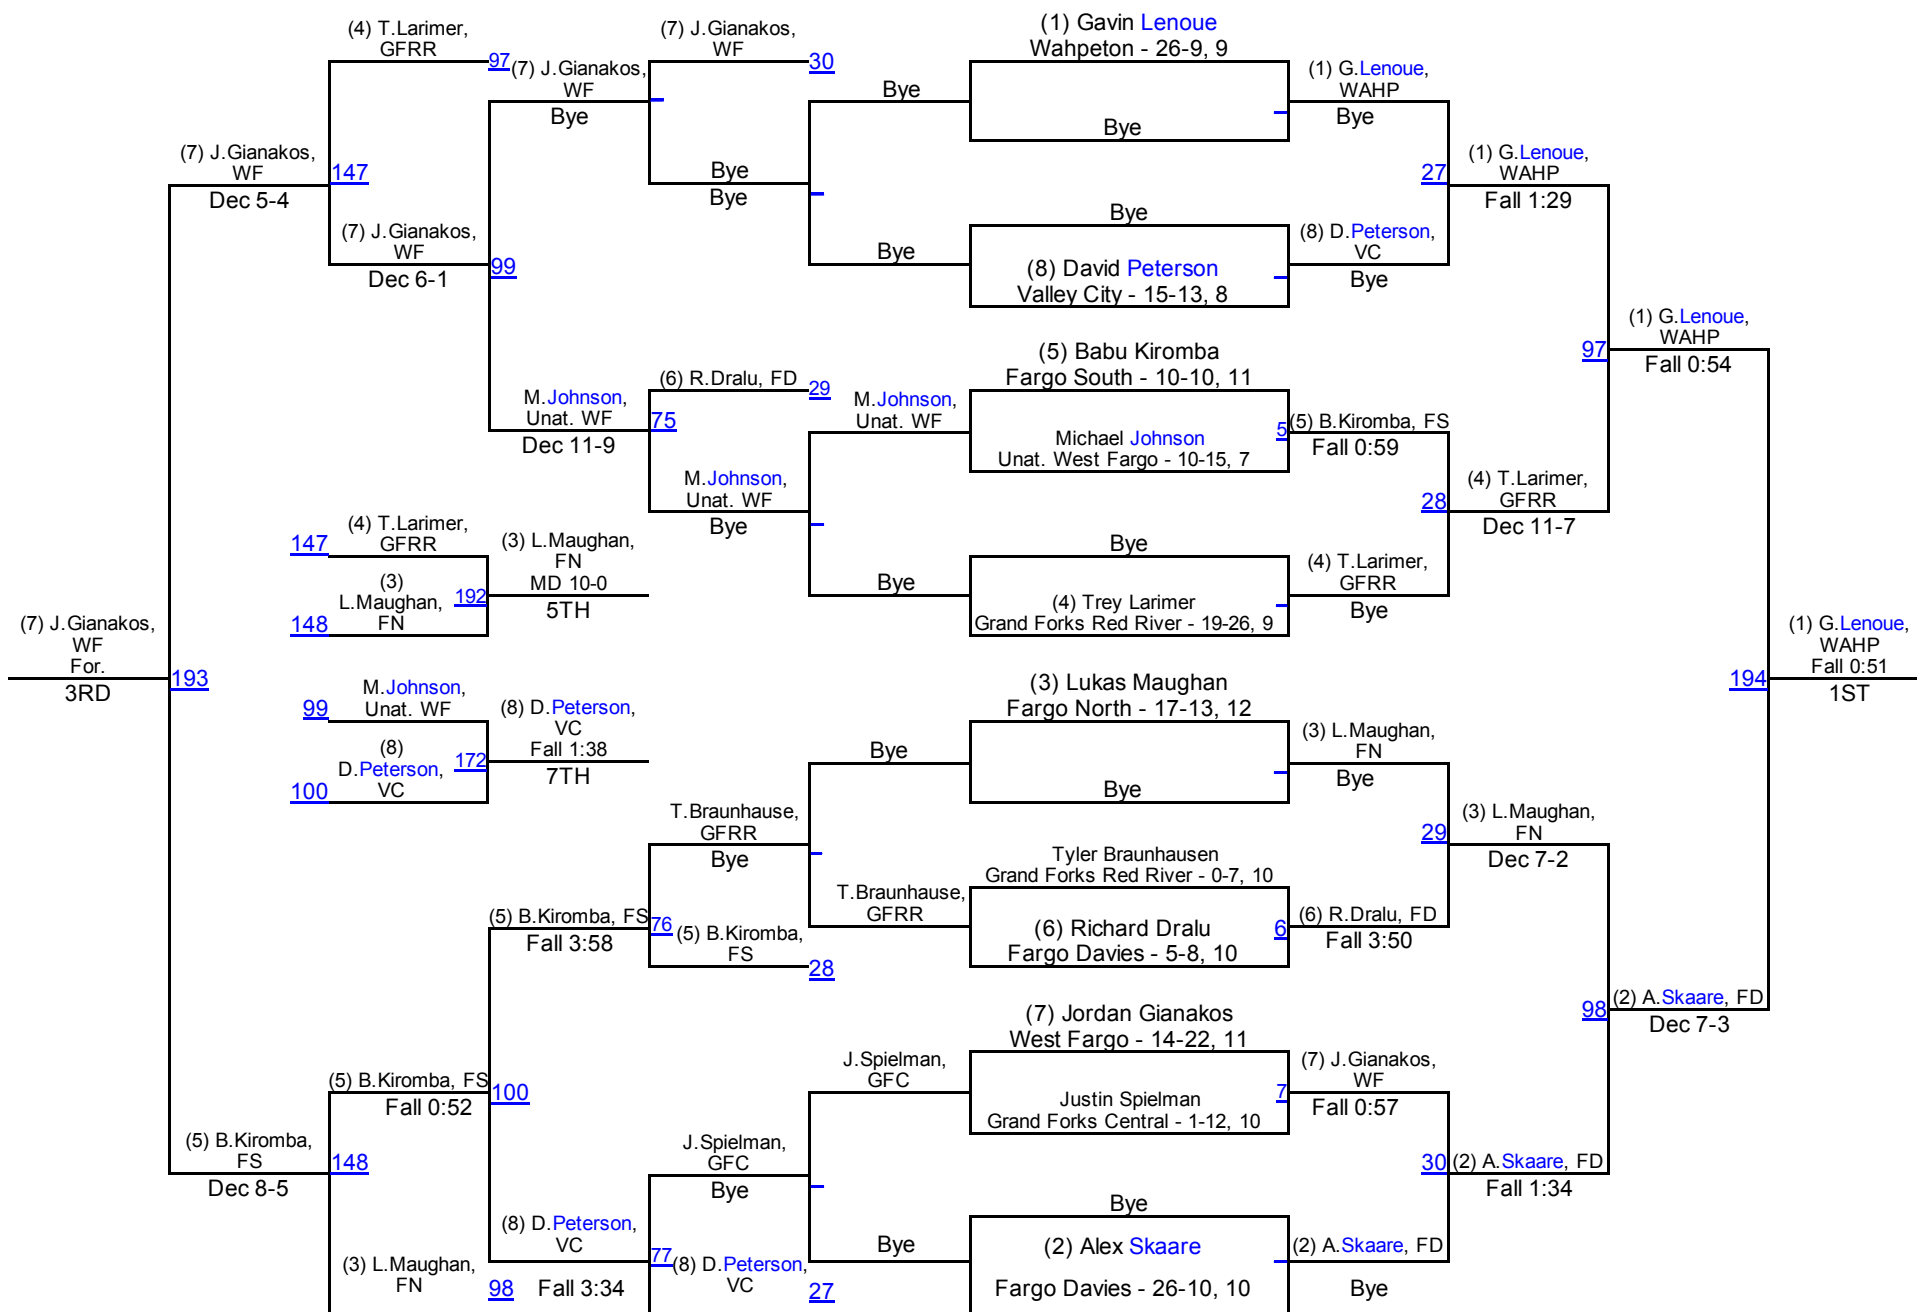 (4) T.Larimer,
GFRR
97
(7) J.Gianakos,
WF
Bye
(7) J.Gianakos,
WF
30
Bye
(1) Gavin Lenoue
Wahpeton - 26-9, 9
Bye
(1) G.Lenoue,
WAHP
Bye
(7) J.Gianakos,
WF
Dec 5-4
147
(7) J.Gianakos,
WF
Dec 6-1
99
Bye
Bye
Bye
Bye
(8) David Peterson
Valley City - 15-13, 8
(8) D.Peterson,
VC
Bye
27
(1) G.Lenoue,
WAHP
Fall 1:29
(1) G.Lenoue,
WAHP
Fall 0:54
97
M.Johnson,
Unat. WF
Dec 11-9
(6) R.Dralu, FD
29
75
M.Johnson,
Unat. WF
Bye
M.Johnson,
Unat. WF
(5) Babu Kiromba
Fargo South - 10-10, 11
Michael Johnson
Unat. West Fargo - 10-15, 7
5
(5) B.Kiromba, FS
Fall 0:59
28
(4) T.Larimer,
GFRR
Dec 11-7
Bye
Bye
(4) Trey Larimer
Grand Forks Red River - 19-26, 9
(4) T.Larimer,
GFRR
Bye
147
(4) T.Larimer,
GFRR
148
(3)
L.Maughan,
FN
192
(3) L.Maughan,
FN
MD 10-0
5TH
(7) J.Gianakos,
WF
For.
3RD
193
99
M.Johnson,
Unat. WF
100
(8)
D.Peterson,
VC
172
(8) D.Peterson,
VC
Fall 1:38
7TH
194
(1) G.Lenoue,
WAHP
Fall 0:51
1ST
Bye
(3) Lukas Maughan
Fargo North - 17-13, 12
Bye
(3) L.Maughan,
FN
Bye
T.Braunhause,
GFRR
Bye
T.Braunhause,
GFRR
Tyler Braunhausen
Grand Forks Red River - 0-7, 10
(6) Richard Dralu
Fargo Davies - 5-8, 10
6
(6) R.Dralu, FD
Fall 3:50
29
(3) L.Maughan,
FN
Dec 7-2
(5) B.Kiromba, FS
Fall 3:58
76
(5) B.Kiromba,
FS
28
98
(2) A.Skaare, FD
Dec 7-3
(5) B.Kiromba, FS
Fall 0:52
100
J.Spielman,
GFC
(7) Jordan Gianakos
West Fargo - 14-22, 11
Justin Spielman
Grand Forks Central - 1-12, 10
7
(7) J.Gianakos,
WF
Fall 0:57
(5) B.Kiromba,
FS
Dec 8-5
148
J.Spielman,
GFC
Bye
30
(2) A.Skaare, FD
Fall 1:34
(3) L.Maughan,
FN
98
(8) D.Peterson,
VC
Fall 3:34
77
(8) D.Peterson,
VC
27
Bye
Bye
(2) Alex Skaare
Fargo Davies - 26-10, 10
(2) A.Skaare, FD
Bye